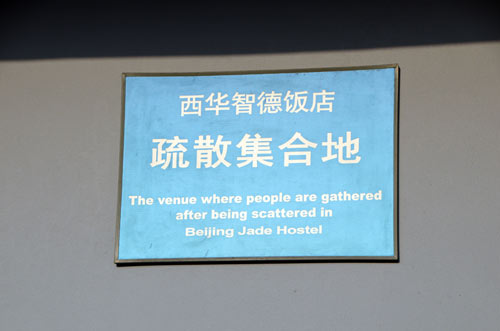 西华智德饭店
疏散集合地
The venue where people are gathered
after being scattered in
Beijing Jade Hostel